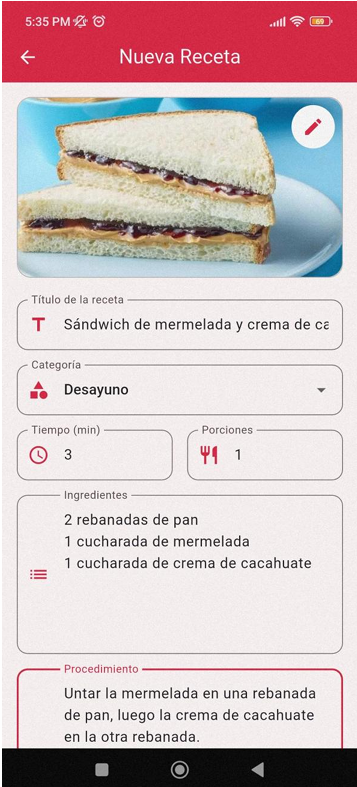 5:35 PM
69
Nueva Receta
Título de la receta
Sándwich de mermelada y crema de ca
Categoría
Desayuno
Tiempo (min)
Porciones
3
1
Ingredientes
2 rebanadas de pan
1 cucharada de mermelada
1 cucharada de crema de cacahuate
Procedimiento
Untar la mermelada en una rebanada
de pan, luego la crema de cacahuate
en la otra rebanada.